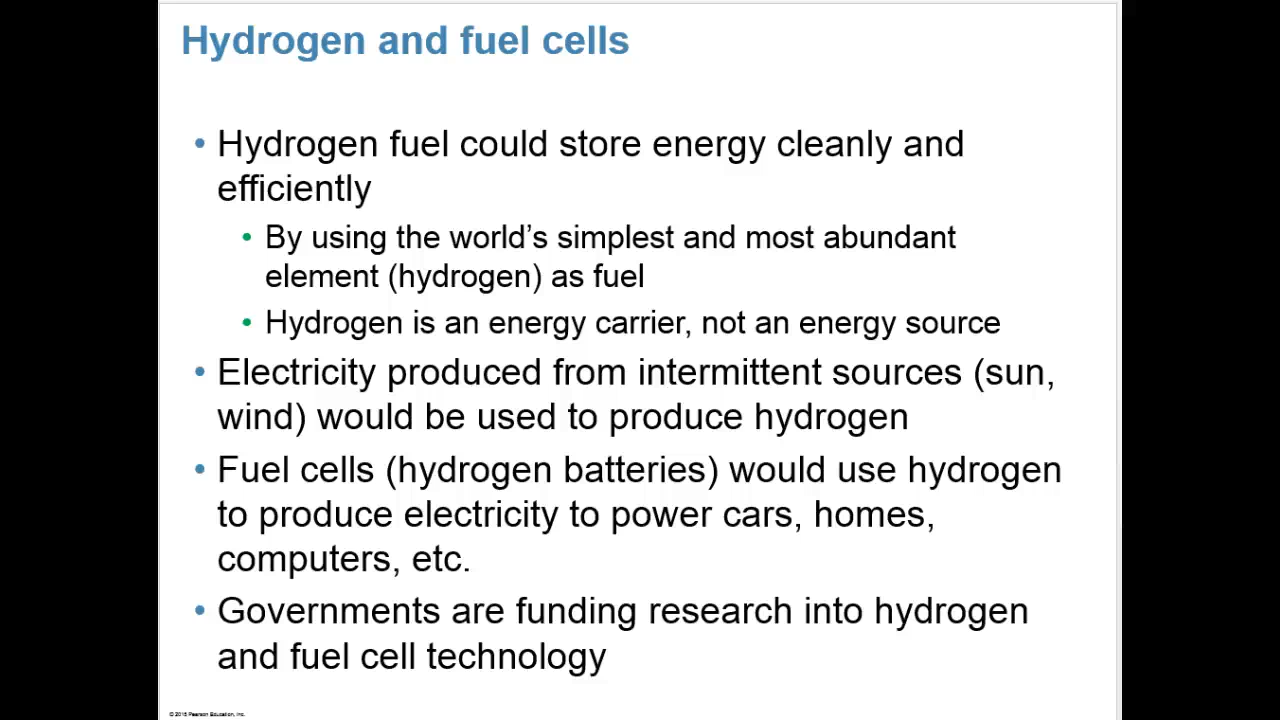 Hydrogen and fuel cells
• Hydrogen fuel could store energy cleanly and
efficiently
• By using the world’s simplest and most abundant
element (hydrogen) as fuel
• Hydrogen is an energy carrier, not an energy source
• Electricity produced from intermittent sources (sun,
wind) would be used to produce hydrogen
• Fuel cells (hydrogen batteries) would use hydrogen
to produce electricity to power cars, homes,
computers, etc.
• Governments are funding research into hydrogen
and fuel cell technology
© 2015 Pearson Education, Inc.